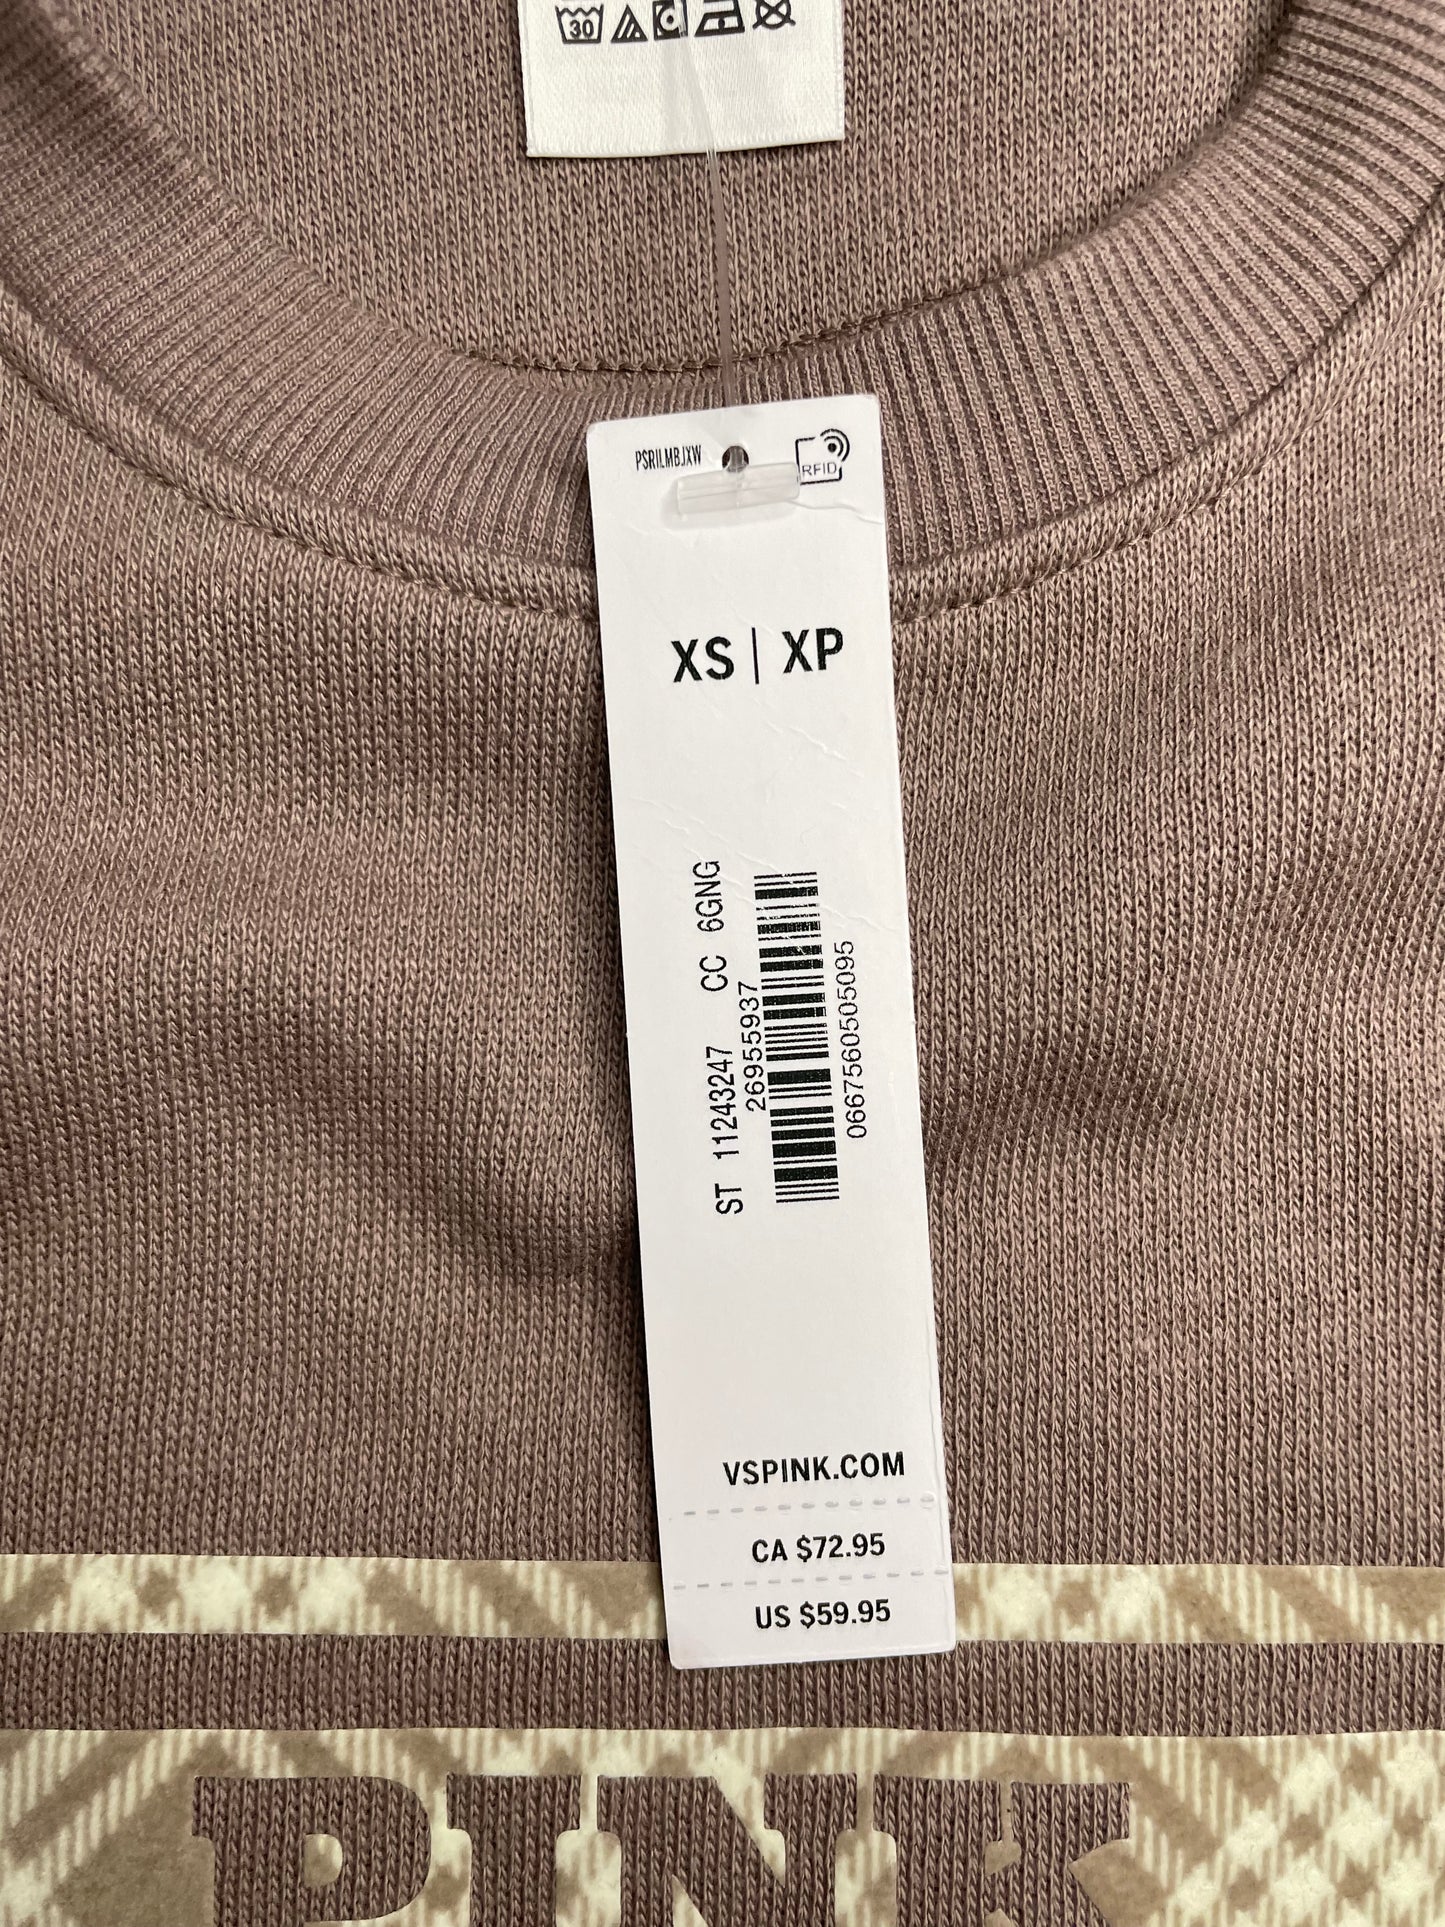 30
PSRILMBJXW
RFID
XS | XP
ST 11243247 CC 6GNG
26955937
0667560505095
VSPINK.COM
CA $72.95
US $59.95
PINK